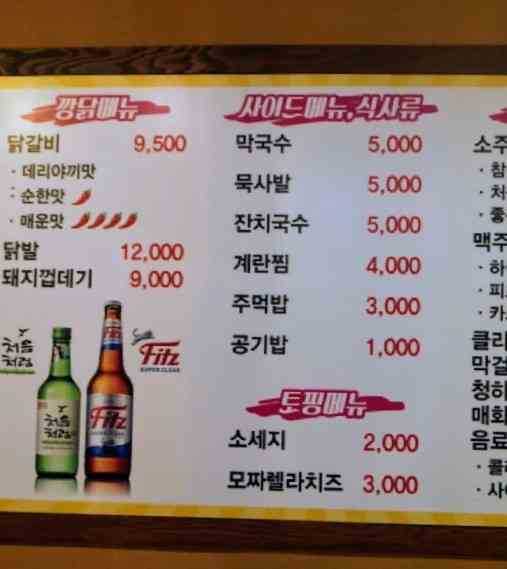 깡닭메뉴
닭갈비 9,500
· 데리야끼맛
· 순한맛
· 매운맛
닭발 12,000
돼지껍데기 9,000
처음
처럼
Fitz
SUPER CLEAR
처음
처럼
Fitz
사이드메뉴,식사류
막국수 5,000
묵사발 5,000
잔치국수 5,000
계란찜 4,000
주먹밥 3,000
공기밥 1,000
토핑메뉴
소세지 2,000
모짜렐라치즈 3,000
소주
· 참
· 처
· 좋
맥주
· 하
· 피
· 카
클라
막걸
청하
매화
음료
· 콜
· 사